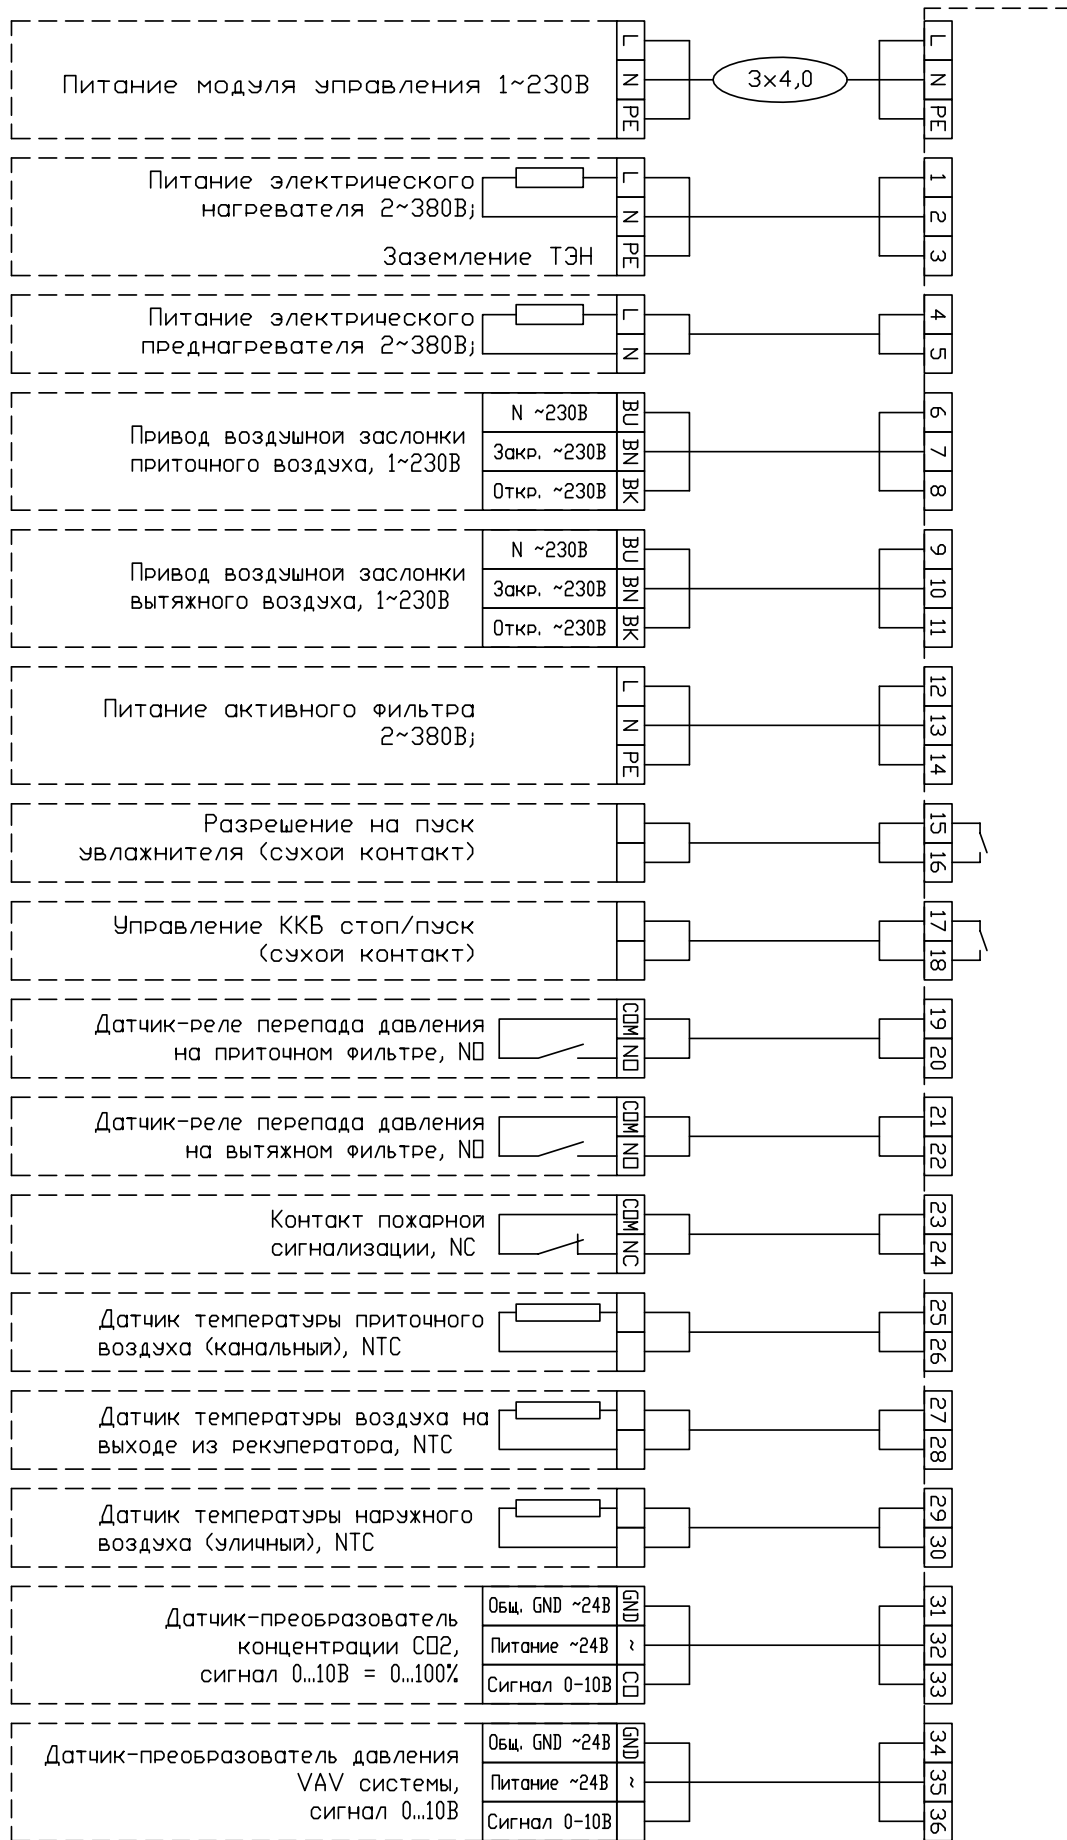 Питание модуля управления 1~230В
L
N
PE
3х4,0
L
N
PE
Питание электрического
нагревателя 2~380В;
Заземление ТЭН
L
N
PE
1
2
3
Питание электрического
преднагревателя 2~380В;
L
N
4
5
Привод воздушной заслонки
приточного воздуха, 1~230В
N ~230В
Закр. ~230В
Откр. ~230В
BU
BN
BK
6
7
8
Привод воздушной заслонки
вытяжного воздуха, 1~230В
N ~230В
Закр. ~230В
Откр. ~230В
BU
BN
BK
9
10
11
Питание активного фильтра
2~380В;
L
N
PE
12
13
14
Разрешение на пуск
увлажнителя (сухой контакт)
15
16
Управление ККБ стоп/пуск
(сухой контакт)
17
18
Датчик-реле перепада давления
на приточном фильтре, NO
COM
NO
19
20
Датчик-реле перепада давления
на вытяжном фильтре, NO
COM
NO
21
22
Контакт пожарной
сигнализации, NC
COM
NC
23
24
Датчик температуры приточного
воздуха (канальный), NTC
25
26
Датчик температуры воздуха на
выходе из рекуператора, NTC
27
28
Датчик температуры наружного
воздуха (уличный), NTC
29
30
Датчик-преобразователь
концентрации CO2,
сигнал 0...10В = 0...100%
Общ. GND ~24В
Питание ~24В
Сигнал 0-10В
GND
~
CO
31
32
33
Датчик-преобразователь давления
VAV системы,
сигнал 0...10В
Общ. GND ~24В
Питание ~24В
Сигнал 0-10В
GND
~
34
35
36